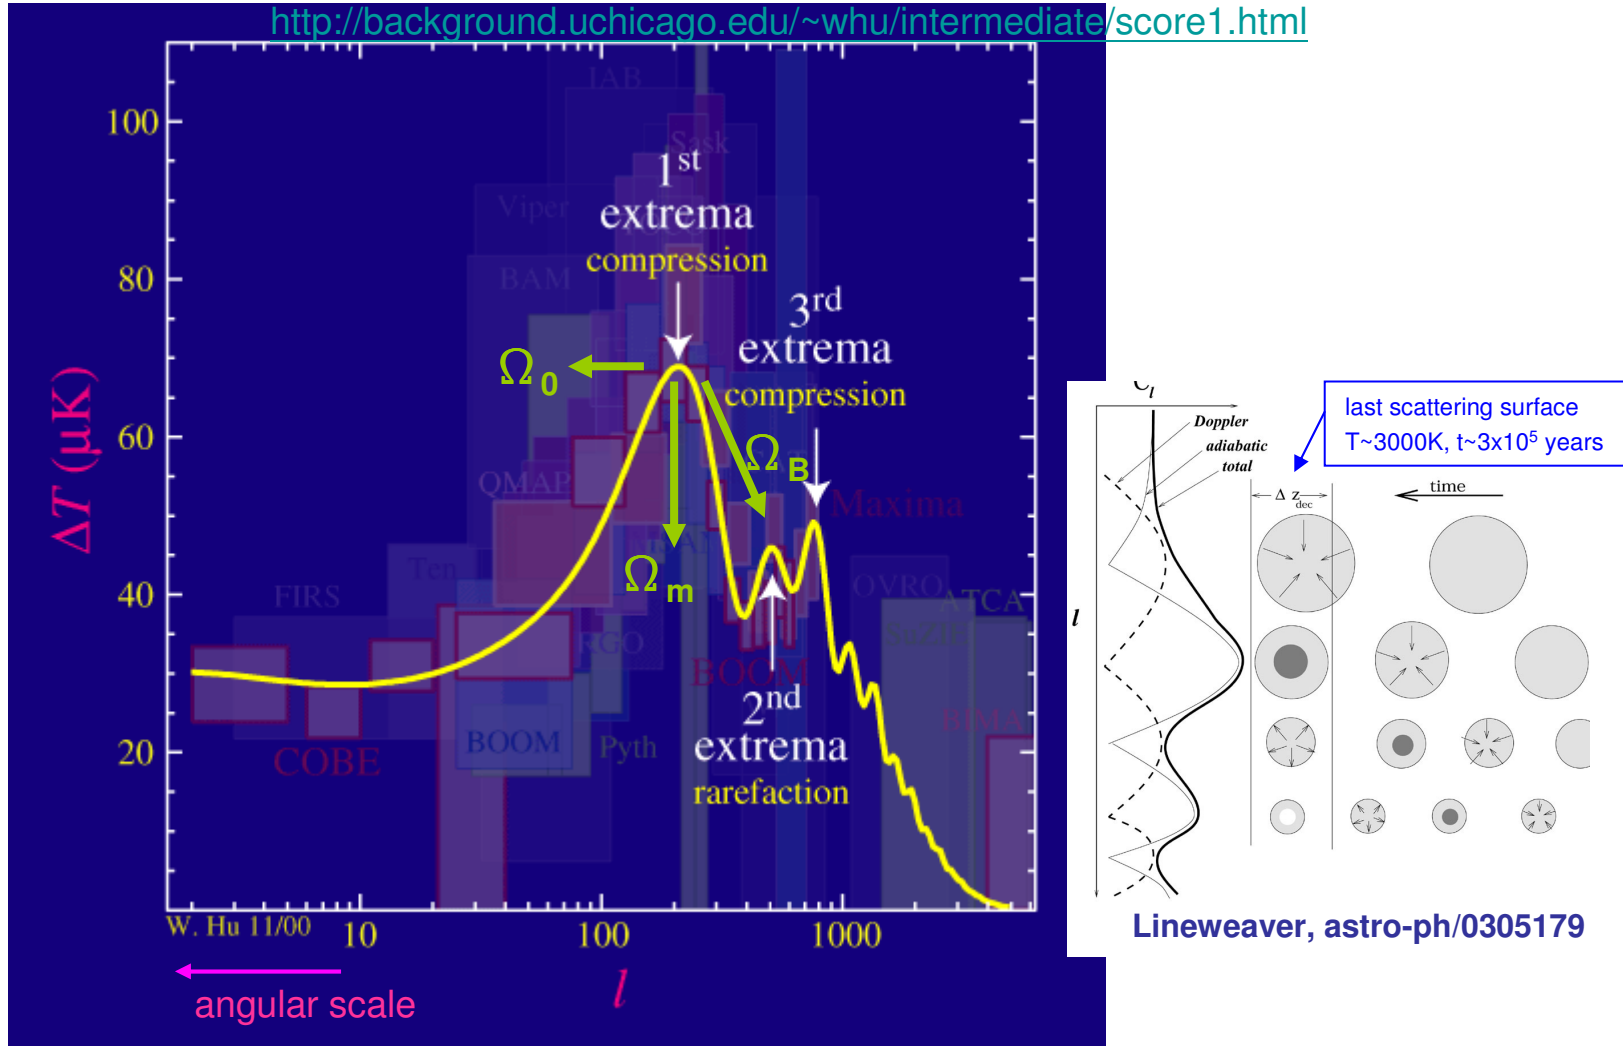 http://background.uchicago.edu/~whu/intermediate/score1.html
IAB
Sask
1st
extrema
compression
Viper
BAM
3rd
extrema
compression
Ω0
ΩB
Ωm
QMAP
Maxima
Ten
FIRS
OVRO
ATCA
SuZIE
RGO
BOOM
2nd
extrema
rarefaction
BIMA
BOOM
Pyth
COBE
100
80
60
40
20
ΔT (μK)
W. Hu 11/00
10
100
1000
l
angular scale
Cl
Doppler
adiabatic
total
l
last scattering surface
T~3000K, t~3x10⁵ years
Δ zdec
time
Lineweaver, astro-ph/0305179